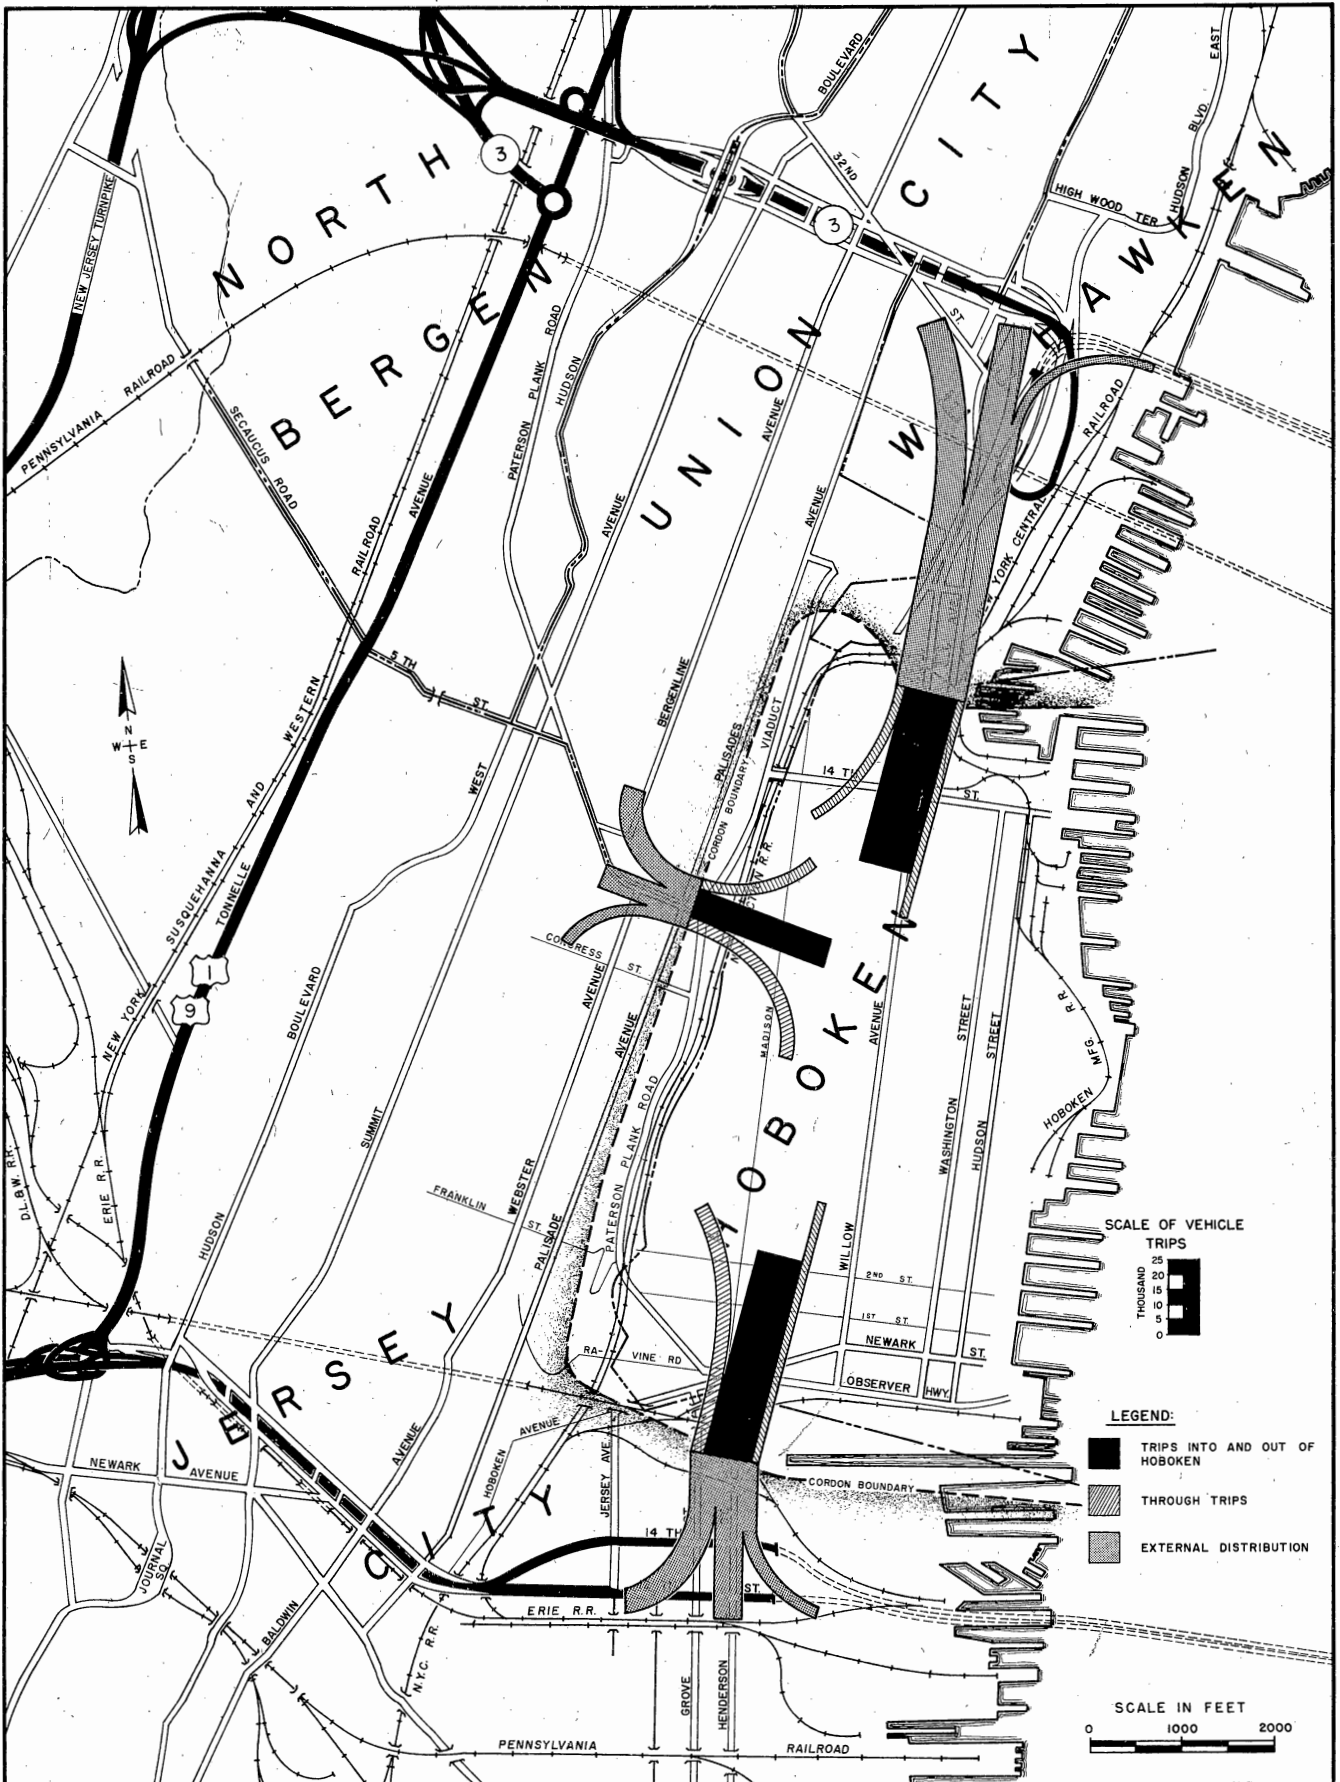 EAST
BOULEVARD
BLVD.
HUDSON
32ND
3
HIGH WOOD TER.
NEW JERSEY TURNPIKE
NORTH
BERGEN
UNION
CITY
3
WEEHAWKEN
ST.
PENNSYLVANIA RAILROAD
SECAUCUS ROAD
PATERSON PLANK ROAD
HUDSON
AVENUE
AVENUE
AVENUE
AVENUE
RAILROAD
RAILROAD
NEW YORK CENTRAL
5 TH ST.
BERGENLINE
PALISADES
VIADUCT
CORDON BOUNDARY
14 TH ST.
N
W E
S
WEST
NEW YORK SUSQUEHANNA AND WESTERN
TONNELLE
1
9
CONGRESS ST.
R.R.
AVENUE
AVENUE
MADISON
AVENUE
STREET
STREET
HOBOKEN MFG. R.R.
BOULEVARD
SUMMIT
WEBSTER
PALISADE
PATERSON PLANK ROAD
FRANKLIN ST.
HOBOKEN
WILLOW
WASHINGTON
HUDSON
D.L.&W. R.R.
ERIE R.R.
HUDSON
2ND ST.
1ST ST.
NEWARK ST.
OBSERVER HWY.
RAVINE RD
SCALE OF VEHICLE
TRIPS
THOUSAND
25
20
15
10
5
0
JERSEY
CITY
NEWARK AVENUE
AVENUE
HOBOKEN AVENUE
JERSEY AVE.
CORDON BOUNDARY
LEGEND:
TRIPS INTO AND OUT OF
HOBOKEN
THROUGH TRIPS
EXTERNAL DISTRIBUTION
14 TH
ST.
JOURNAL
SQ.
BALDWIN
ERIE R.R.
N.Y.C. R.R.
GROVE
HENDERSON
PENNSYLVANIA RAILROAD
SCALE IN FEET
0 1000 2000